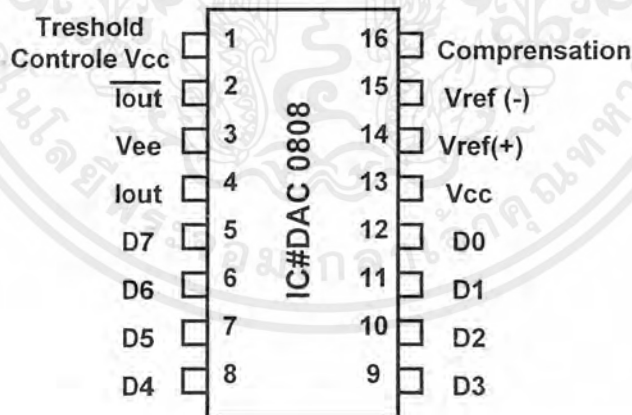 Treshold
Controle Vcc 1 16 Comprensation
Iout 2 15 Vref (-)
Vee 3 14 Vref(+)
Iout 4 13 Vcc
D7 5 12 D0
D6 6 11 D1
D5 7 10 D2
D4 8 9 D3
IC#DAC 0808